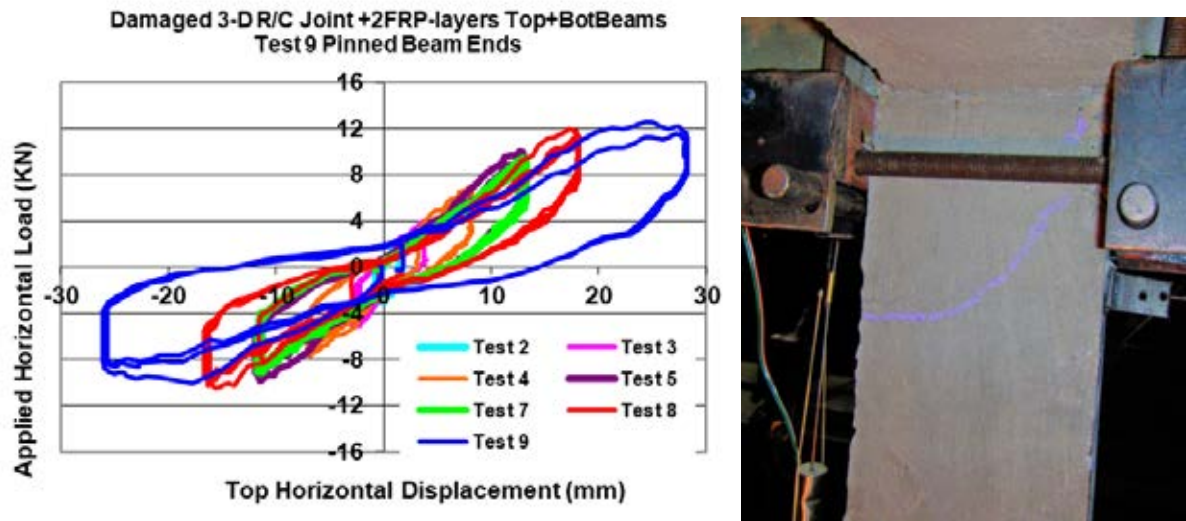 Damaged 3-D R/C Joint +2FRP-layers Top+BotBeams
Test 9 Pinned Beam Ends
Applied Horizontal Load (KN)
16
12
8
4
0
-4
-8
-12
-16
-30 -20 -10 0 10 20 30
Test 2 Test 3
Test 4 Test 5
Test 7 Test 8
Test 9
Top Horizontal Displacement (mm)